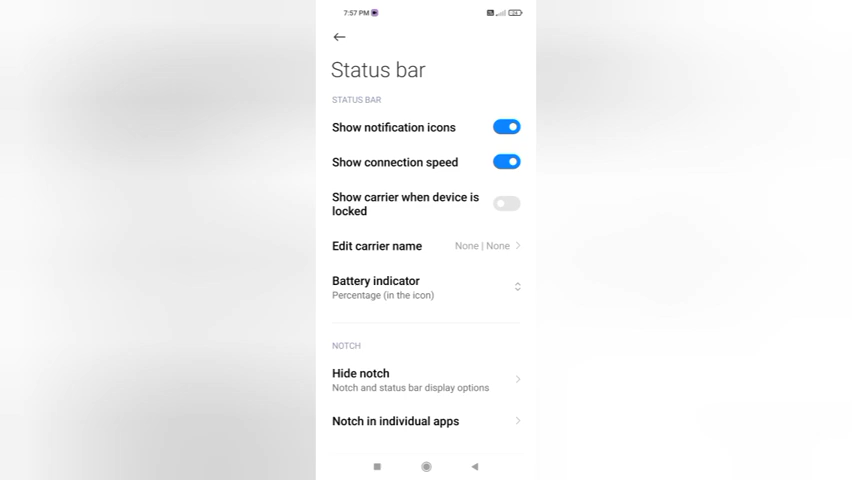 7:57 PM
Status bar
STATUS BAR
Show notification icons
Show connection speed
Show carrier when device is
locked
Edit carrier name None | None
Battery indicator
Percentage (in the icon)
NOTCH
Hide notch
Notch and status bar display options
Notch in individual apps